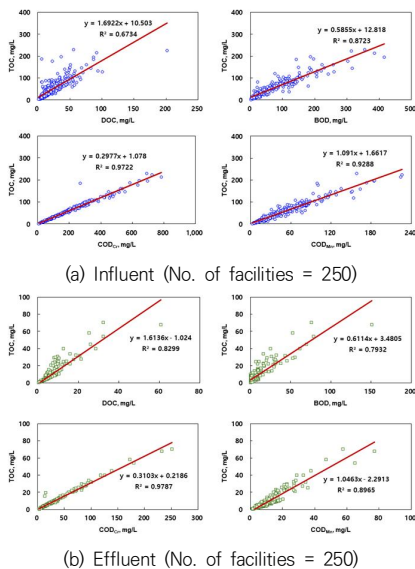 400
300
200
100
0
TOC, mg/L
y = 1.6922x + 10.503
R² = 0.6734
0 50 100 150 200 250
DOC, mg/L
400
300
200
100
0
TOC, mg/L
y = 0.5855x + 12.818
R² = 0.8723
0 100 200 300 400 500
BOD, mg/L
400
300
200
100
0
TOC, mg/L
y = 0.2977x + 1.078
R² = 0.9722
0 200 400 600 800 1,000
COD_Cr, mg/L
400
300
200
100
0
TOC, mg/L
y = 1.091x + 1.6617
R² = 0.9288
0 50 100 150 200 250
COD_Mn, mg/L
(a) Influent (No. of facilities = 250)
100
80
60
40
20
0
TOC, mg/L
y = 1.6136x - 1.024
R² = 0.8299
0 20 40 60 80
DOC, mg/L
100
80
60
40
20
0
TOC, mg/L
y = 0.6114x + 3.4805
R² = 0.7932
0 50 100 150 200
BOD, mg/L
100
80
60
40
20
0
TOC, mg/L
y = 0.3103x + 0.2186
R² = 0.9787
0 50 100 150 200 250 300
COD_Cr, mg/L
100
80
60
40
20
0
TOC, mg/L
y = 1.0463x - 2.2913
R² = 0.8965
0 20 40 60 80 100
COD_Mn, mg/L
(b) Effluent (No. of facilities = 250)